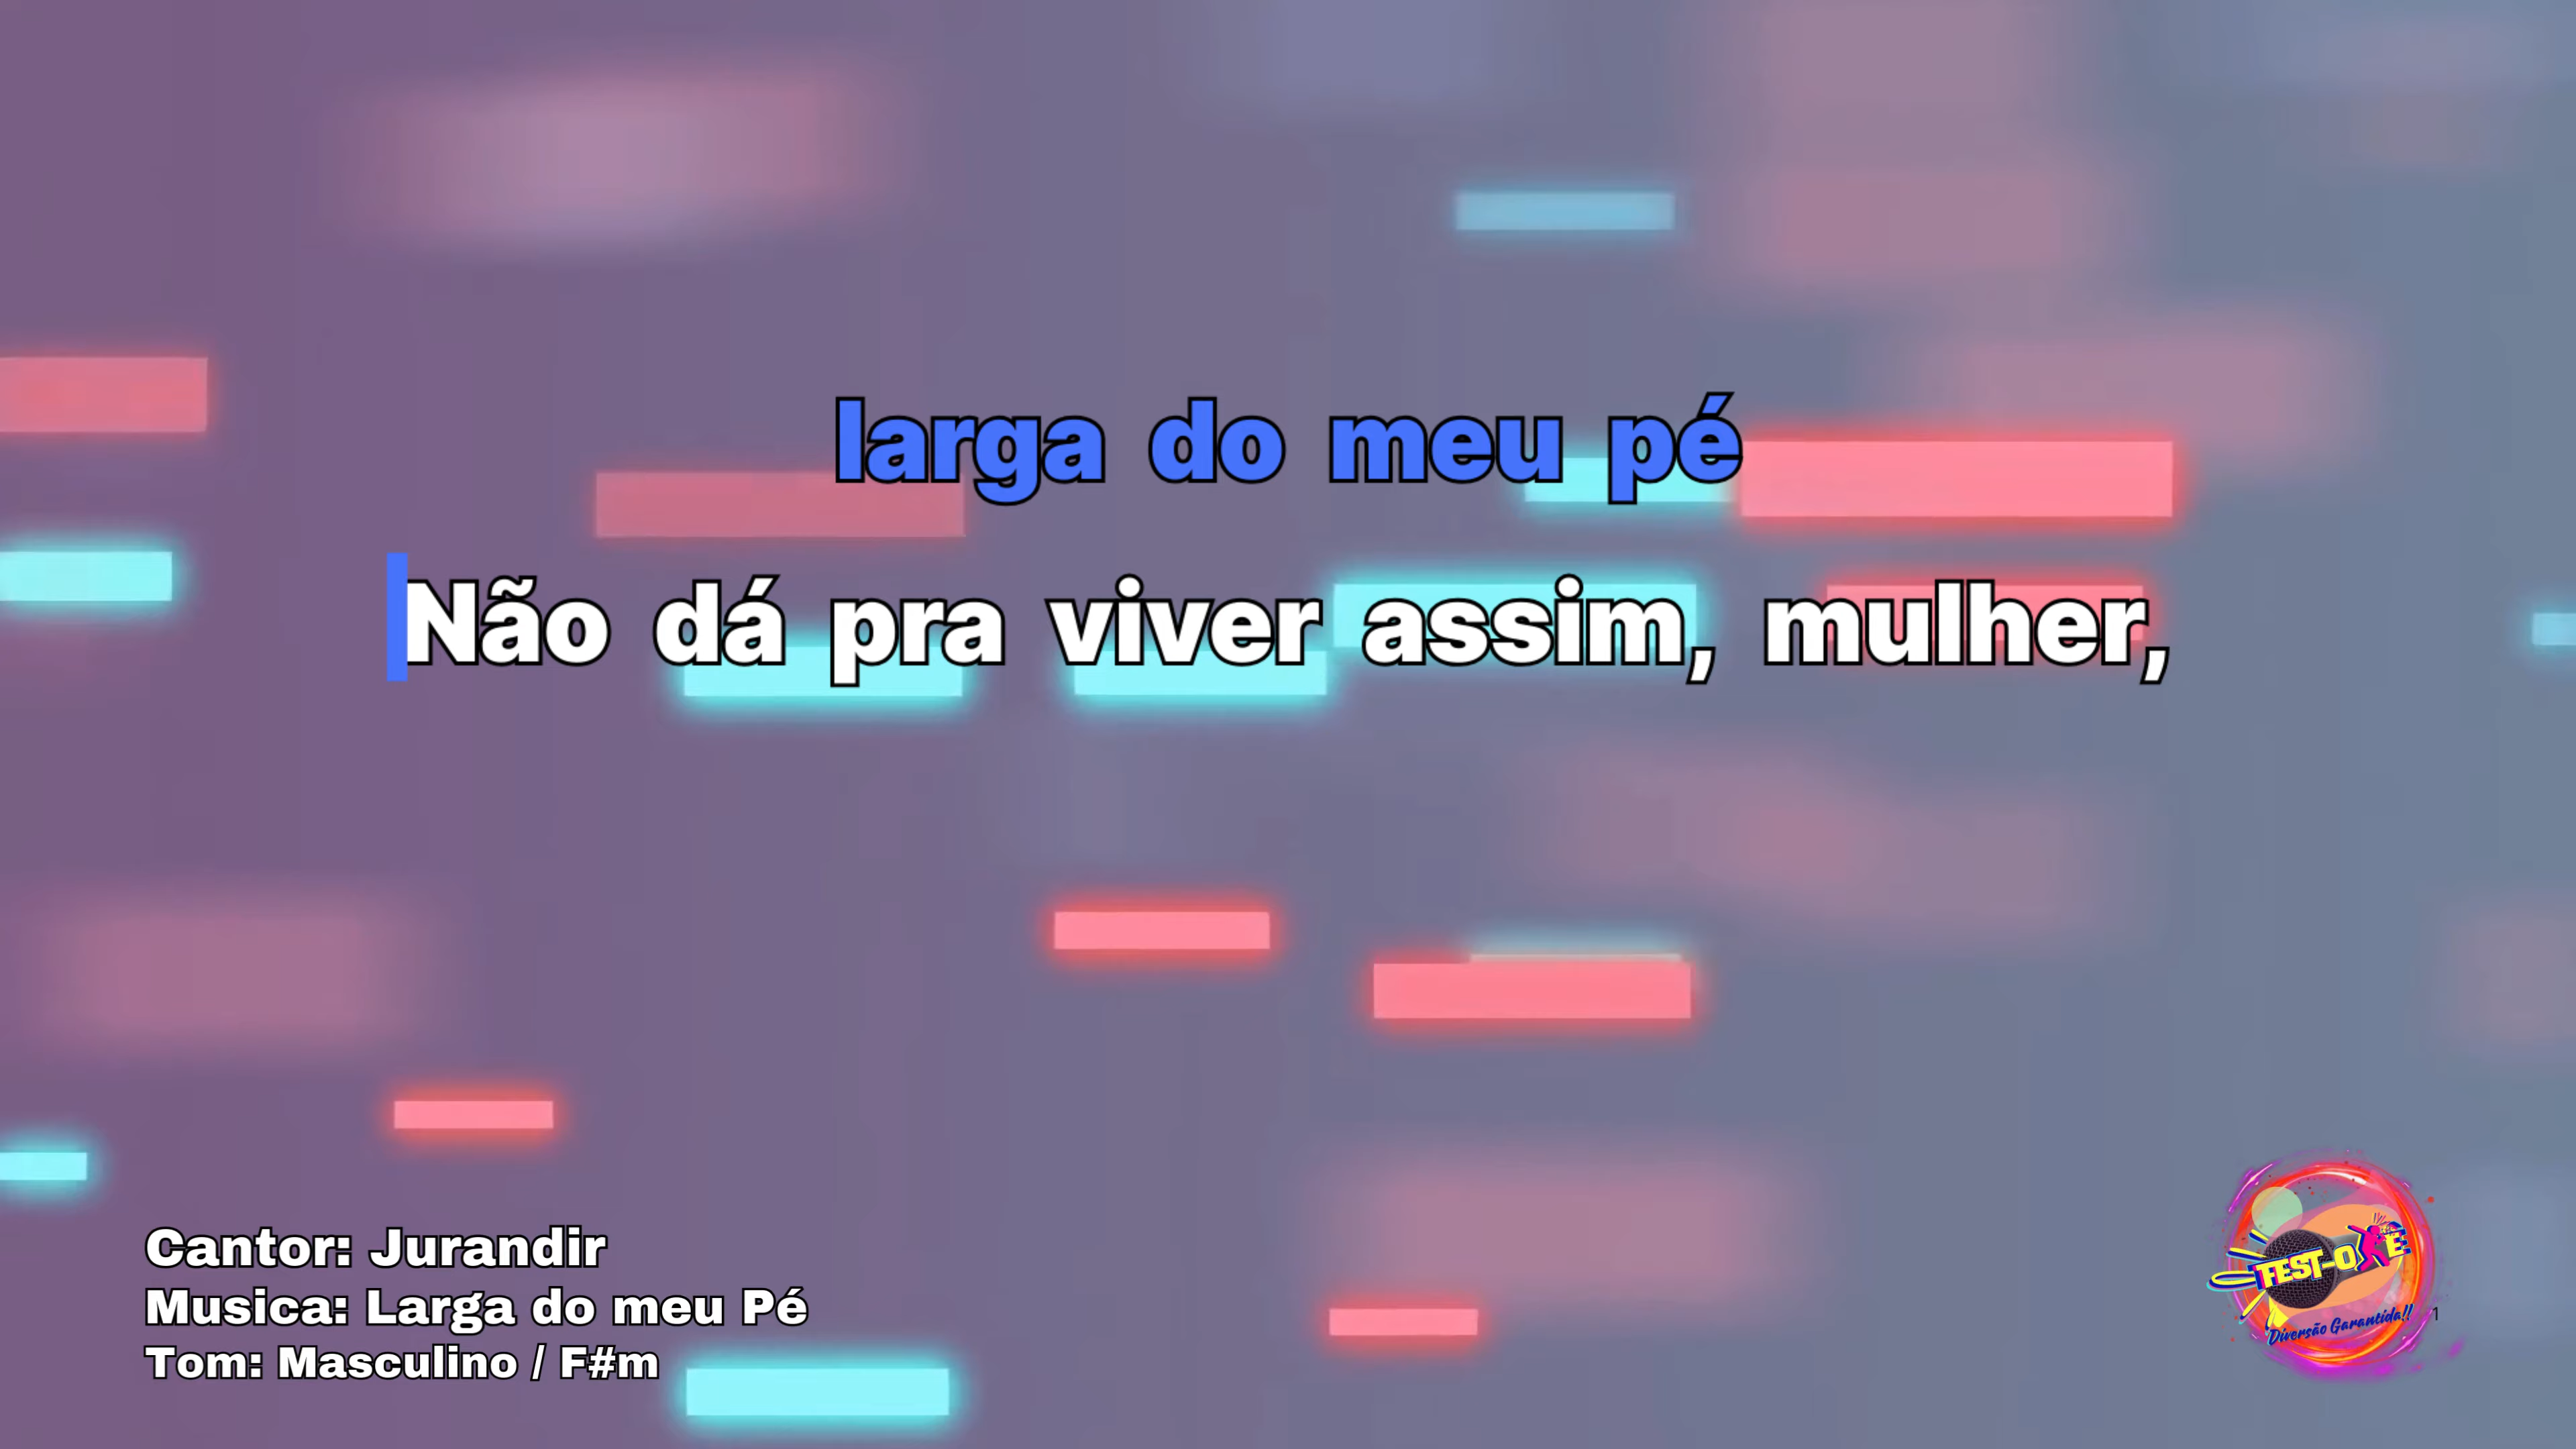 larga do meu pé
Não dá pra viver assim, mulher,
Cantor: Jurandir
Musica: Larga do meu Pé
Tom: Masculino / F#m
FEST-OKÊ
Diversão Garantida!! 1